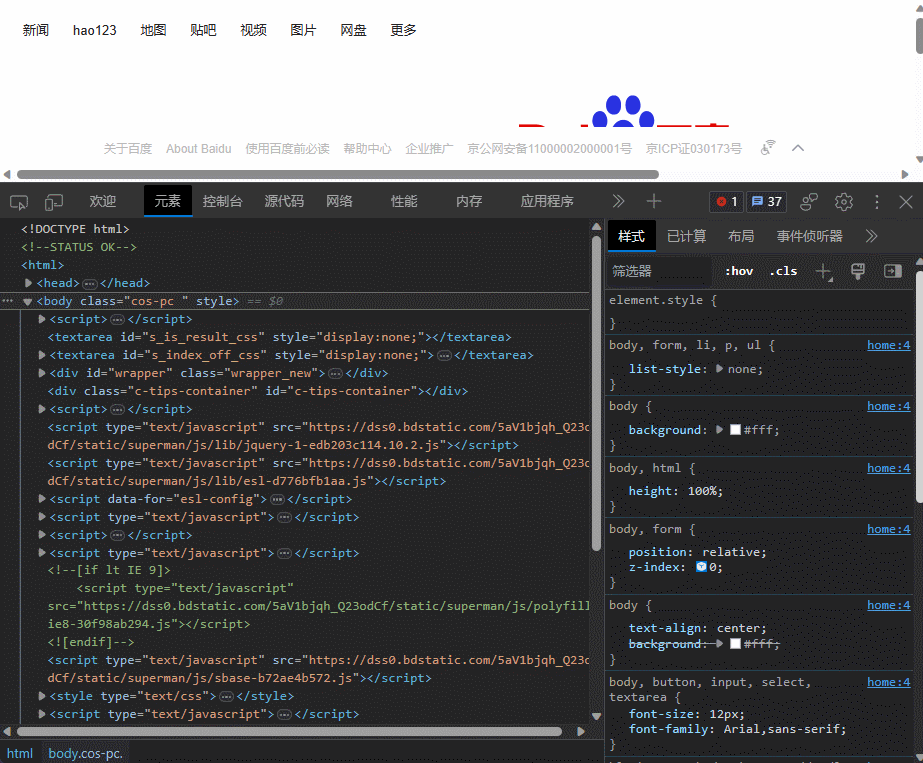 新闻 hao123 地图 贴吧 视频 图片 网盘 更多
关于百度 About Baidu 使用百度前必读 帮助中心 企业推广 京公网安备11000002000001号 京ICP证030173号
欢迎 元素 控制台 源代码 网络 性能 内存 应用程序 1 37
<!DOCTYPE html>
<!--STATUS OK-->
<html>
<head>…</head>
<body class="cos-pc " style> == $0
<script>…</script>
<textarea id="s_is_result_css" style="display:none;"></textarea>
<textarea id="s_index_off_css" style="display:none;">…</textarea>
<div id="wrapper" class="wrapper_new">…</div>
<div class="c-tips-container" id="c-tips-container"></div>
<script>…</script>
<script type="text/javascript" src="https://dss0.bdstatic.com/5aV1bjqh_Q23o
dCf/static/superman/js/lib/jquery-1-edb203c114.10.2.js"></script>
<script type="text/javascript" src="https://dss0.bdstatic.com/5aV1bjqh_Q23o
dCf/static/superman/js/lib/esl-d776bfb1aa.js"></script>
<script data-for="esl-config">…</script>
<script type="text/javascript">…</script>
<script>…</script>
<script type="text/javascript">…</script>
<!--[if lt IE 9]>
<script type="text/javascript"
src="https://dss0.bdstatic.com/5aV1bjqh_Q23odCf/static/superman/js/polyfill
ie8-30f98ab294.js"></script>
<![endif]-->
<script type="text/javascript" src="https://dss0.bdstatic.com/5aV1bjqh_Q23o
dCf/static/superman/js/sbase-b72ae4b572.js"></script>
<style type="text/css">…</style>
<script type="text/javascript">…</script>
html body.cos-pc.
样式 已计算 布局 事件侦听器
筛选器 :hov .cls
element.style {
}
body, form, li, p, ul { home:4
list-style: none;
}
body { home:4
background: #fff;
}
body, html { home:4
height: 100%;
}
body, form { home:4
position: relative;
z-index: 0;
}
body { home:4
text-align: center;
background: #fff;
}
body, button, input, select, home:4
textarea {
font-size: 12px;
font-family: Arial,sans-serif;
}